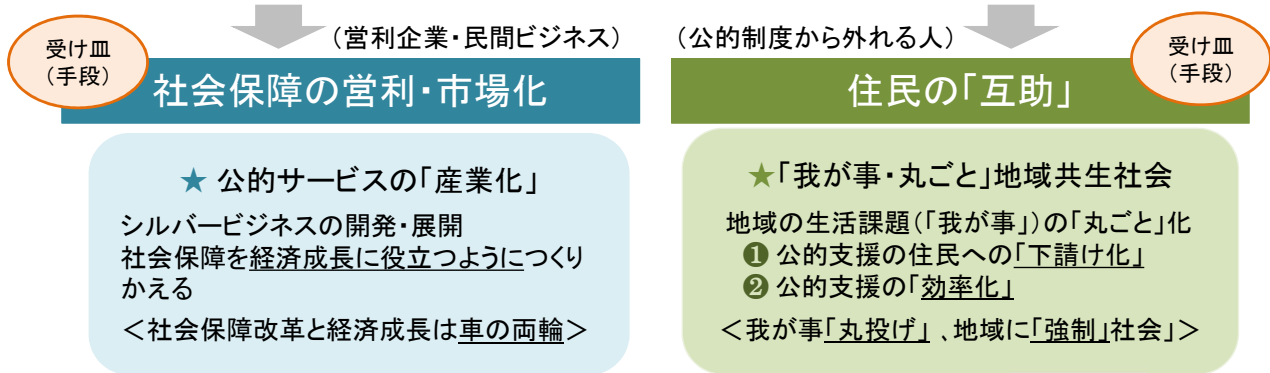 （営利企業・民間ビジネス）
（公的制度から外れる人）
受け皿
（手段）
受け皿
（手段）
社会保障の営利・市場化
住民の「互助」
★ 公的サービスの「産業化」
シルバービジネスの開発・展開
社会保障を経済成長に役立つようにつくり
かえる
＜社会保障改革と経済成長は車の両輪＞
★「我が事・丸ごと」地域共生社会
地域の生活課題（「我が事」）の「丸ごと」化
❶ 公的支援の住民への「下請け化」
❷ 公的支援の「効率化」
＜我が事「丸投げ」 、地域に「強制」社会」＞